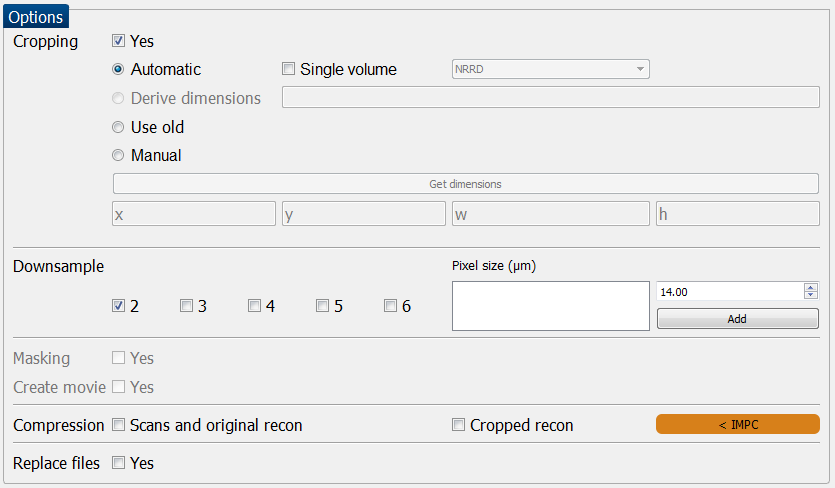 Options
Cropping Yes
Automatic Single volume NRRD
Derive dimensions
Use old
Manual
Get dimensions
x y w h
Downsample Pixel size (µm)
2 3 4 5 6 14.00
Add
Masking Yes
Create movie Yes
Compression Scans and original recon Cropped recon < IMPC
Replace files Yes